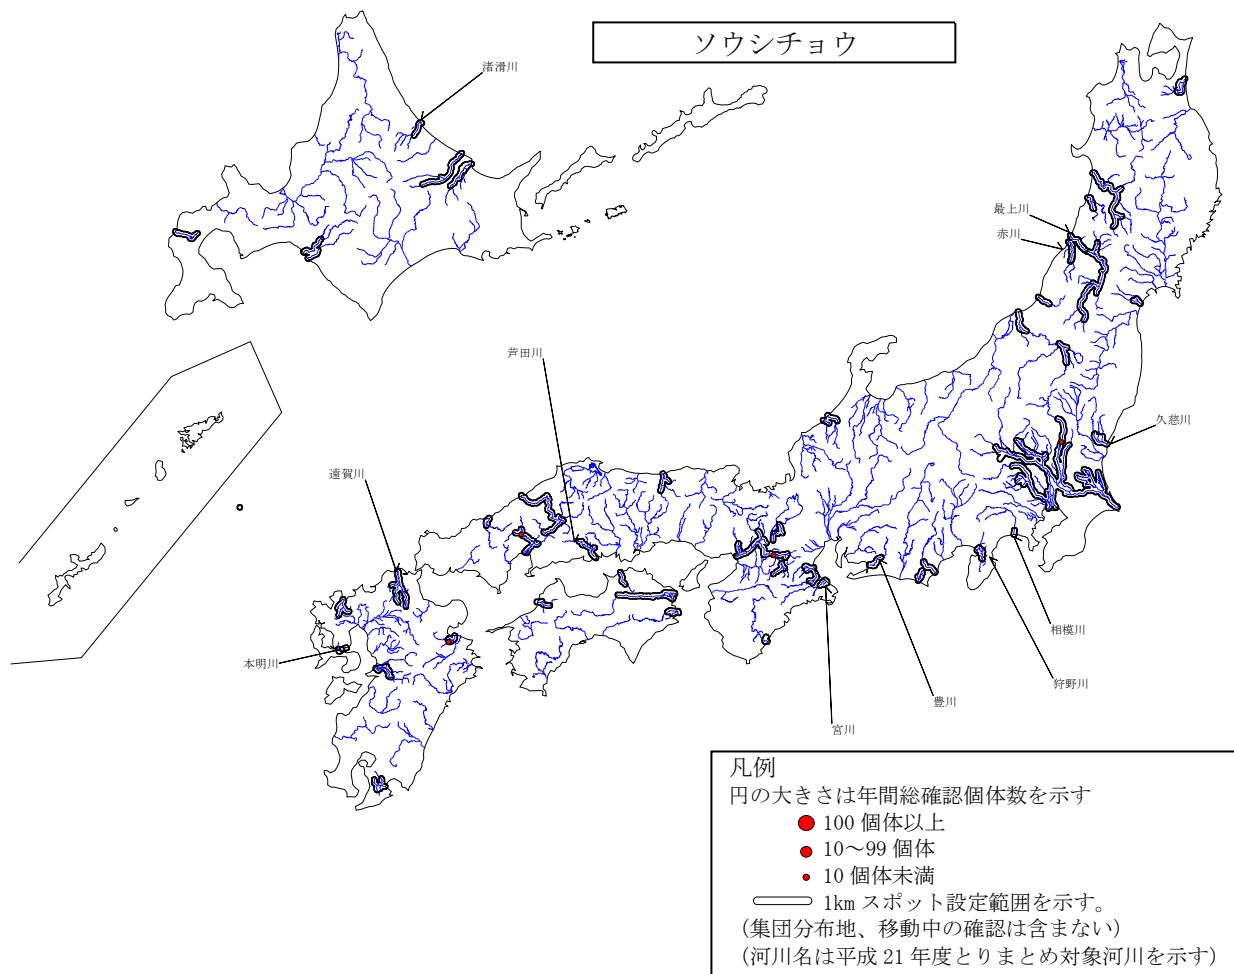 ソウシチョウ
渚滑川
最上川
赤川
芦田川
久慈川
遠賀川
相模川
本明川
狩野川
豊川
宮川
凡例
円の大きさは年間総確認個体数を示す
100 個体以上
10～99 個体
10 個体未満
1km スポット設定範囲を示す。
(集団分布地、移動中の確認は含まない)
(河川名は平成 21 年度とりまとめ対象河川を示す)